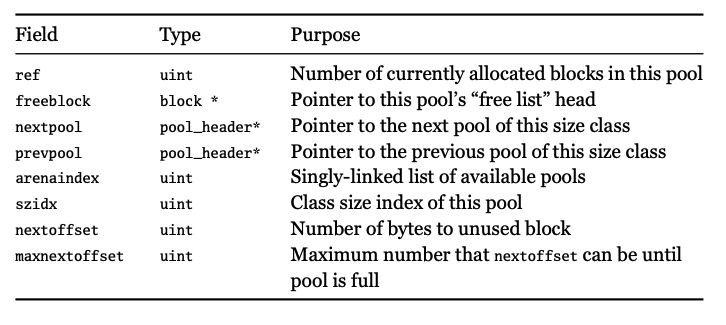 Field Type Purpose
ref uint Number of currently allocated blocks in this pool
freeblock block * Pointer to this pool’s “free list” head
nextpool pool_header* Pointer to the next pool of this size class
prevpool pool_header* Pointer to the previous pool of this size class
arenaindex uint Singly-linked list of available pools
szidx uint Class size index of this pool
nextoffset uint Number of bytes to unused block
maxnextoffset uint Maximum number that nextoffset can be until
pool is full